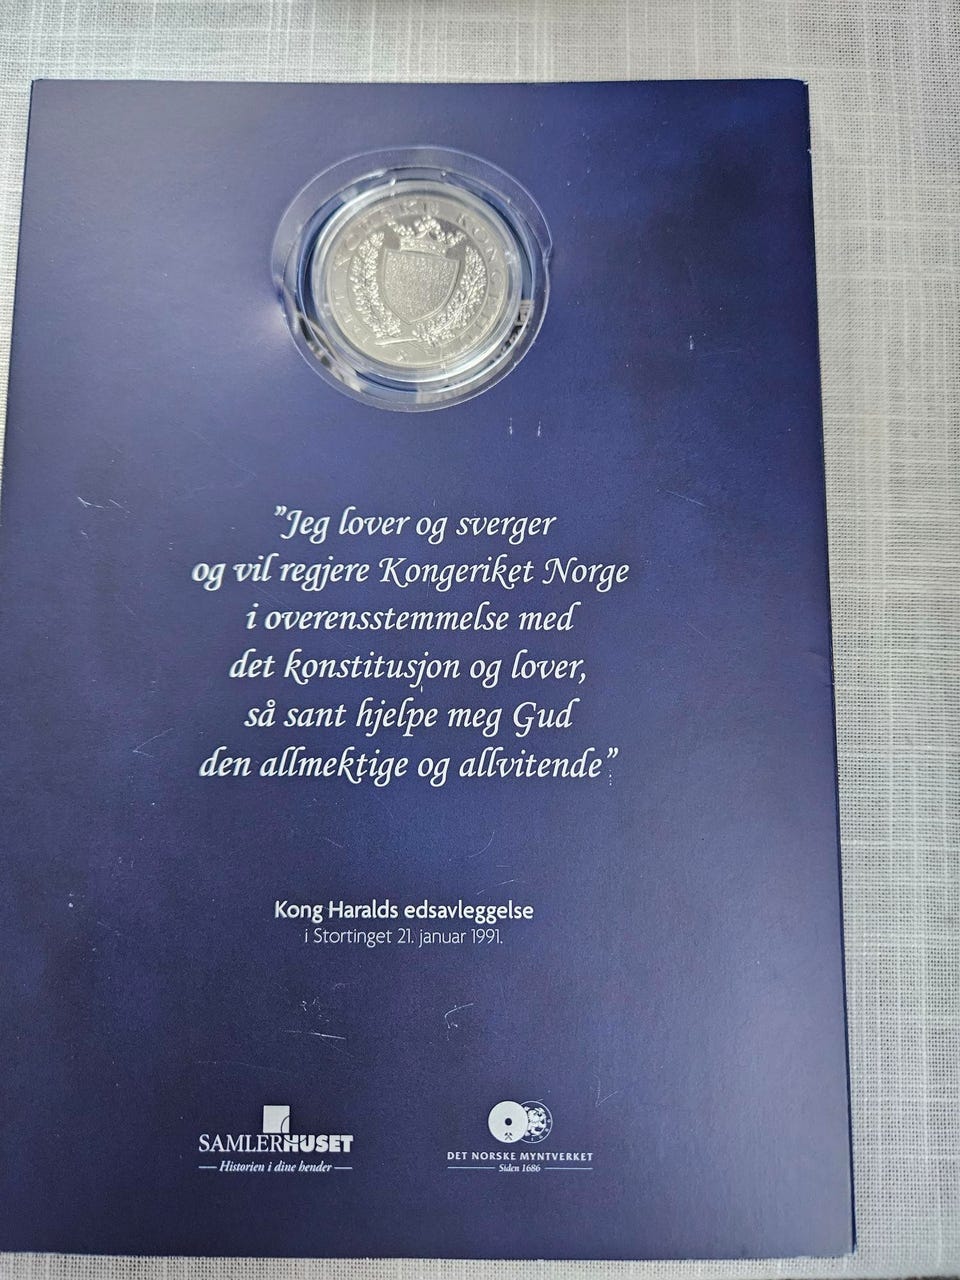 "Jeg lover og sverger
og vil regjere Kongeriket Norge
i overensstemmelse med
det konstitusjon og lover,
så sant hjelpe meg Gud
den allmektige og allvitende"
Kong Haralds edsavleggelse
i Stortinget 21. januar 1991.
SAMLERHUSET
Historien i dine hender
DET NORSKE MYNTVERKET
Siden 1686